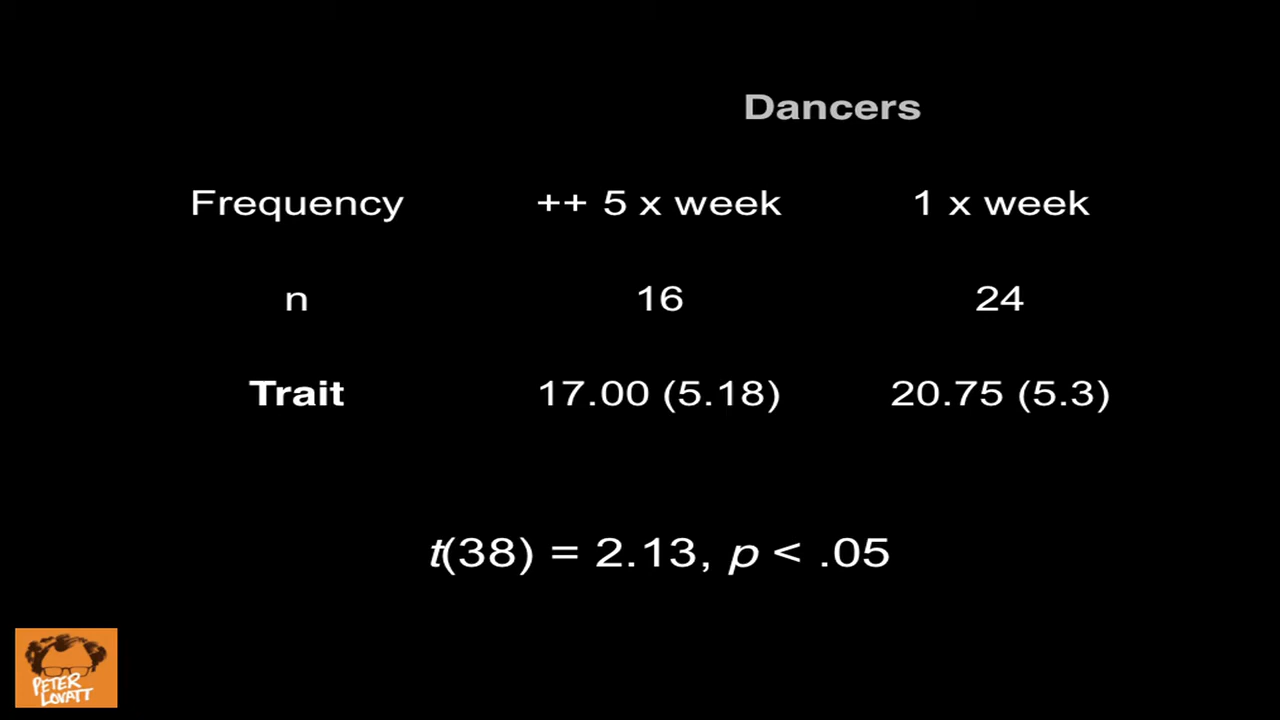 Dancers
Frequency ++ 5 x week 1 x week
n 16 24
Trait 17.00 (5.18) 20.75 (5.3)
t(38) = 2.13, p < .05
PETER
LOVATT